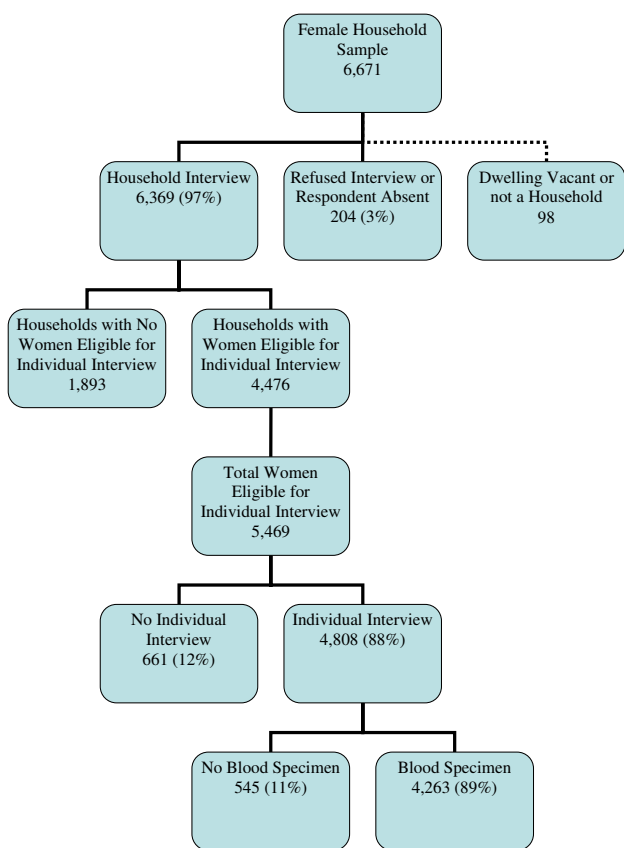 Female Household
Sample
6,671
Household Interview
6,369 (97%)
Refused Interview or
Respondent Absent
204 (3%)
Dwelling Vacant or
not a Household
98
Households with No
Women Eligible for
Individual Interview
1,893
Households with
Women Eligible for
Individual Interview
4,476
Total Women
Eligible for
Individual Interview
5,469
No Individual
Interview
661 (12%)
Individual Interview
4,808 (88%)
No Blood Specimen
545 (11%)
Blood Specimen
4,263 (89%)